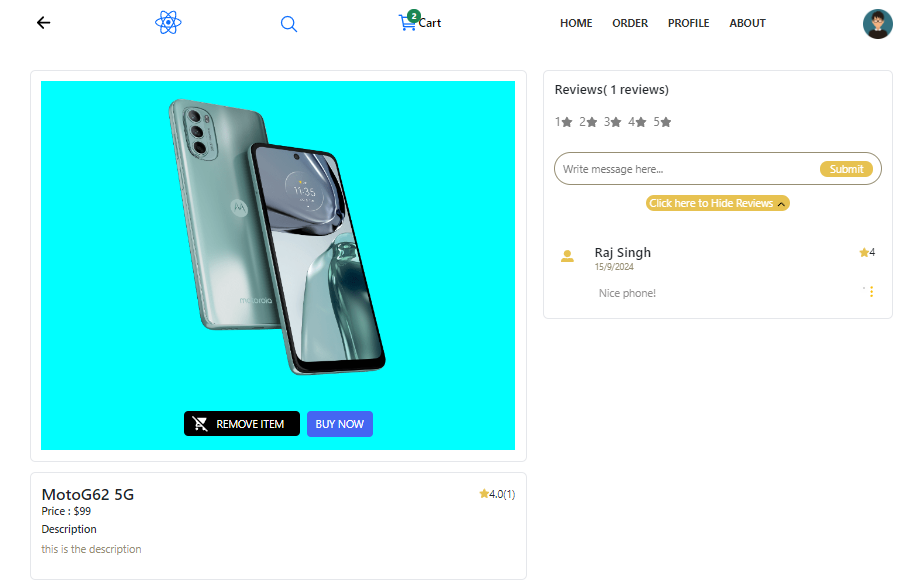 2
Cart
HOME ORDER PROFILE ABOUT
11:35
motorola
REMOVE ITEM
BUY NOW
MotoG62 5G
4.0(1)
Price : $99
Description
this is the description
Reviews( 1 reviews)
1 2 3 4 5
Write message here...
Submit
Click here to Hide Reviews
Raj Singh
4
15/9/2024
Nice phone!